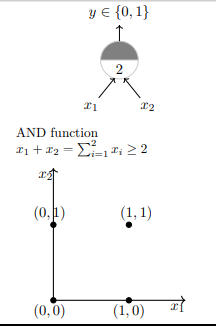 y ∈ {0, 1}
2
x₁ x₂
AND function
x₁ + x₂ = ∑²ᵢ₌₁ xᵢ ≥ 2
x₂
(0, 1) (1, 1)
(0, 0) (1, 0) x₁